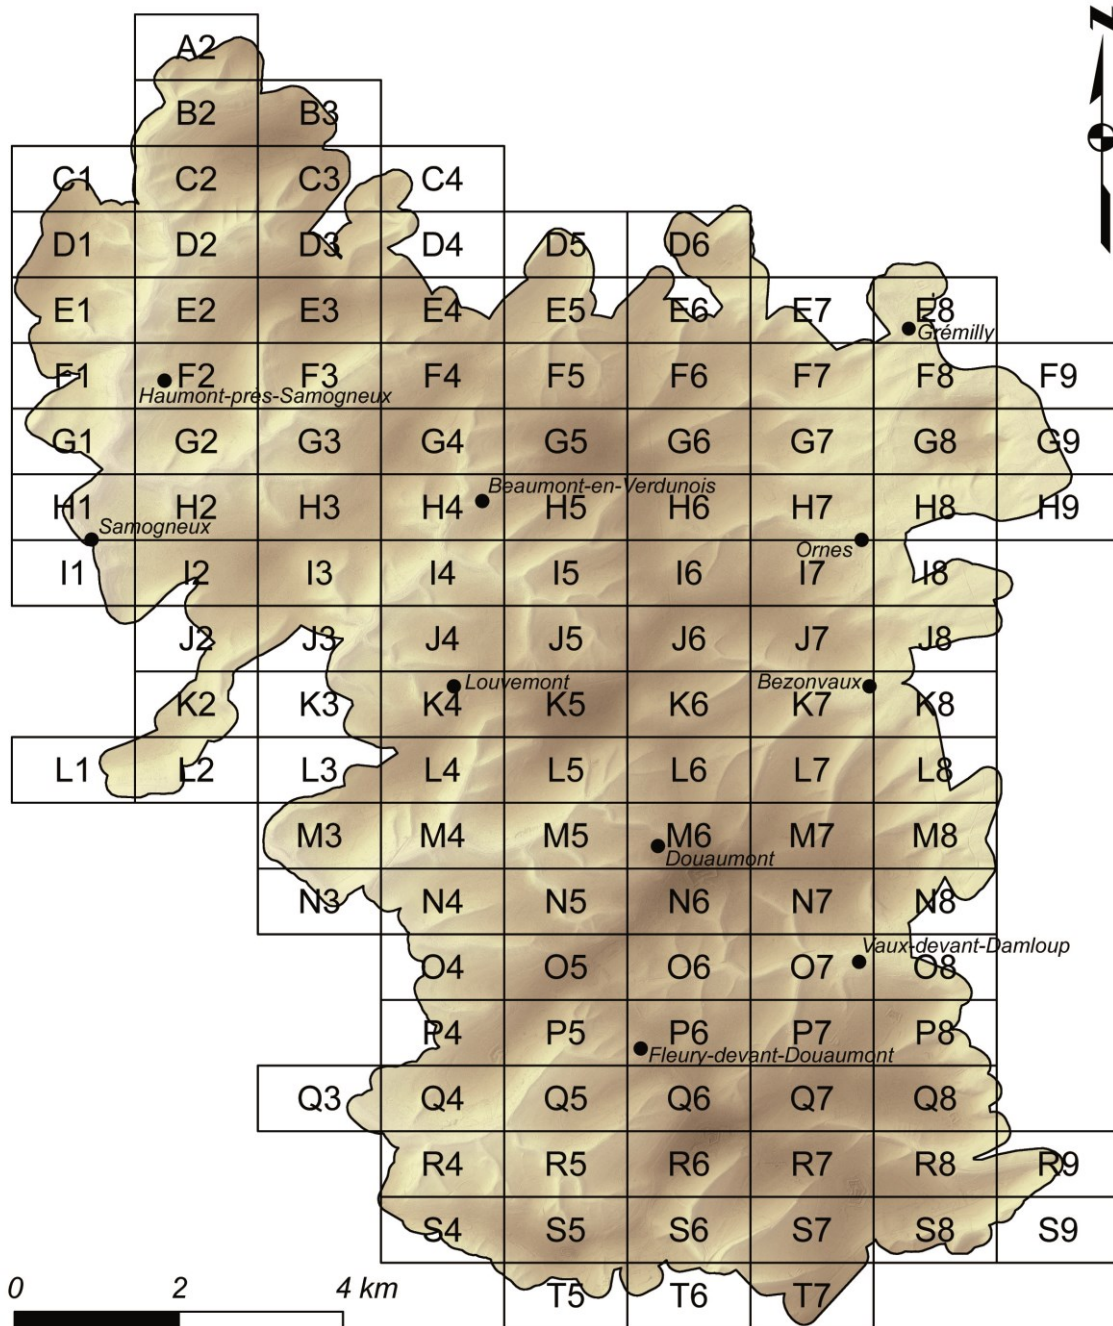 N
A2
B2 B3
C1 C2 C3 C4
D1 D2 D3 D4 D5 D6
E1 E2 E3 E4 E5 E6 E7 E8
Grémilly
F1 F2 F3 F4 F5 F6 F7 F8 F9
Haumont-près-Samogneux
G1 G2 G3 G4 G5 G6 G7 G8 G9
Beaumont-en-Verdunois
H1 H2 H3 H4 H5 H6 H7 H8 H9
Samogneux
Ornes
I1 I2 I3 I4 I5 I6 I7 I8
J2 J3 J4 J5 J6 J7 J8
Louvemont
Bezonvaux
K2 K3 K4 K5 K6 K7 K8
L1 L2 L3 L4 L5 L6 L7 L8
M3 M4 M5 M6 M7 M8
Douaumont
N3 N4 N5 N6 N7 N8
Vaux-devant-Damloup
O4 O5 O6 O7 O8
P4 P5 P6 P7 P8
Fleury-devant-Douaumont
Q3 Q4 Q5 Q6 Q7 Q8
R4 R5 R6 R7 R8 R9
S4 S5 S6 S7 S8 S9
T5 T6 T7
0 2 4 km